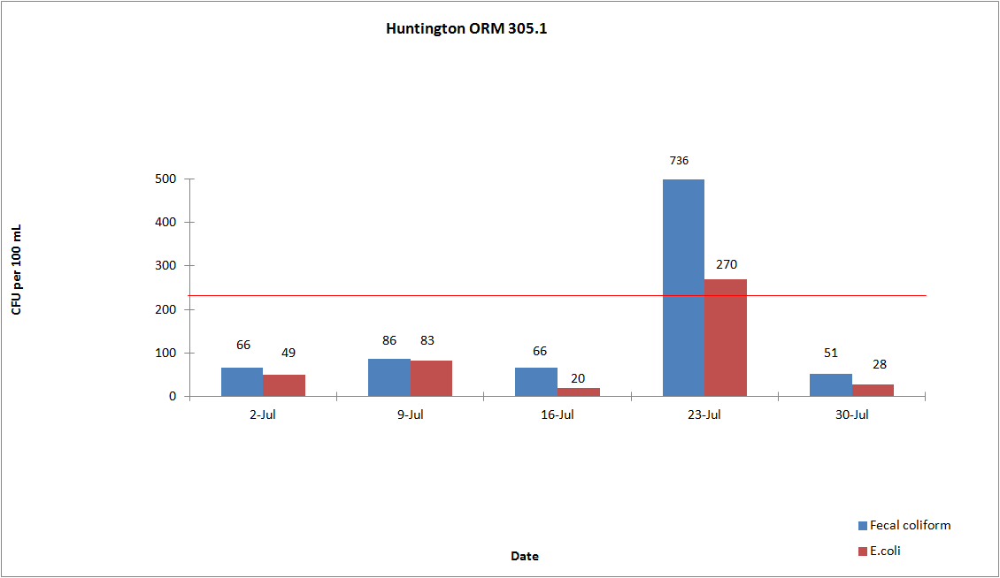 Huntington ORM 305.1
736
500
400
300
270
200
100
0
66
49
86
83
66
20
51
28
2-Jul
9-Jul
16-Jul
23-Jul
30-Jul
CFU per 100 mL
Date
Fecal coliform
E.coli